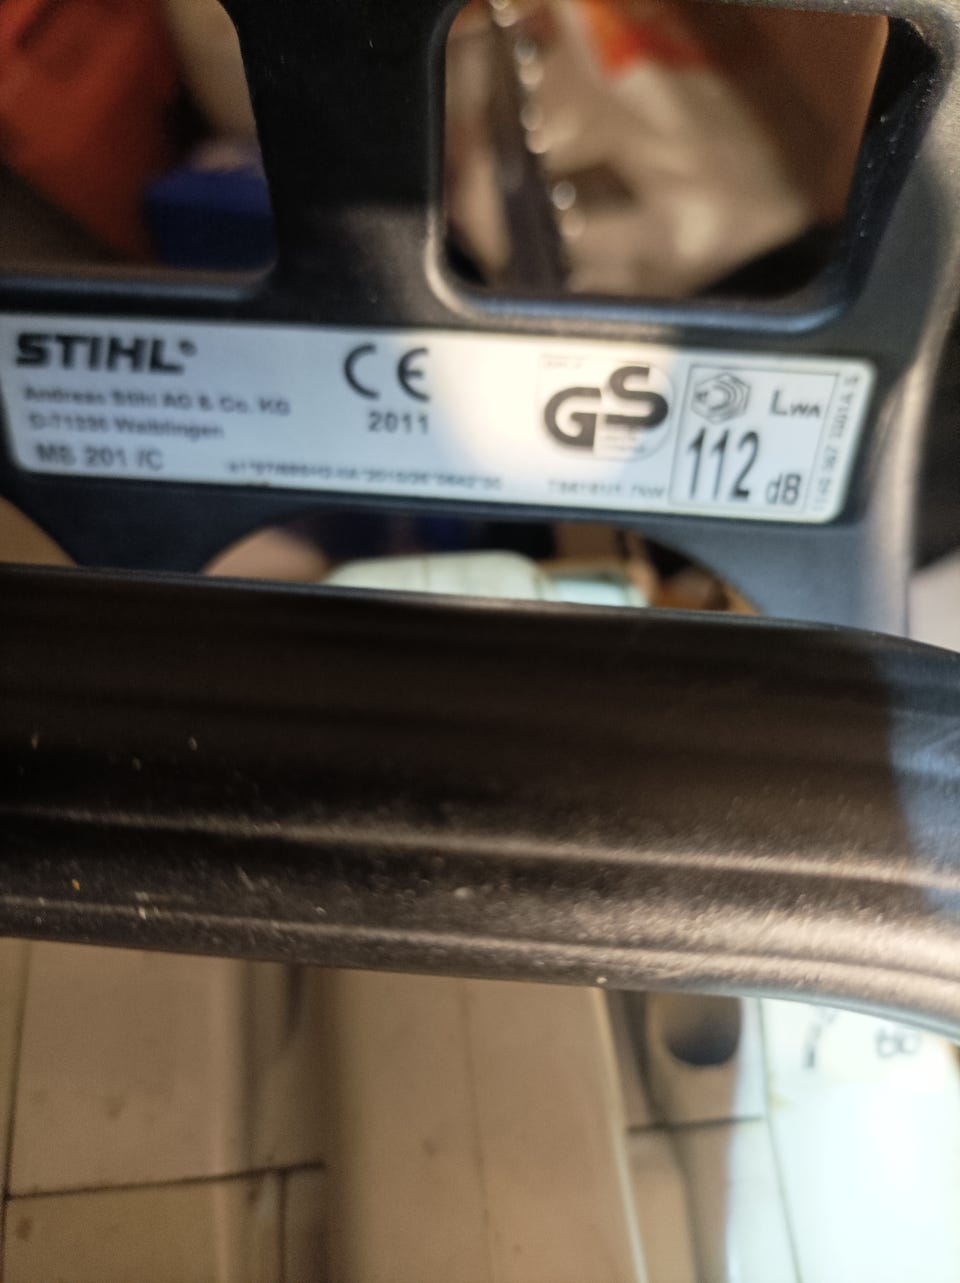 STIHL®
Andreas Stihl AG & Co. KG
D-71336 Waiblingen
MS 201 /C
CE
2011
GS
LWA
112 dB